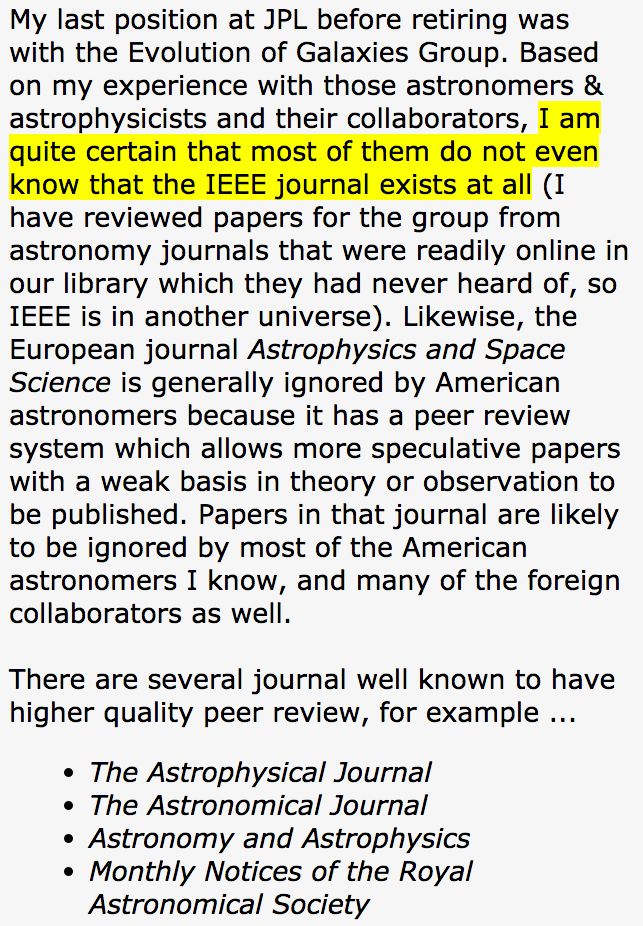 My last position at JPL before retiring was
with the Evolution of Galaxies Group. Based
on my experience with those astronomers &
astrophysicists and their collaborators, I am
quite certain that most of them do not even
know that the IEEE journal exists at all (I
have reviewed papers for the group from
astronomy journals that were readily online in
our library which they had never heard of, so
IEEE is in another universe). Likewise, the
European journal Astrophysics and Space
Science is generally ignored by American
astronomers because it has a peer review
system which allows more speculative papers
with a weak basis in theory or observation to
be published. Papers in that journal are likely
to be ignored by most of the American
astronomers I know, and many of the foreign
collaborators as well.
There are several journal well known to have
higher quality peer review, for example ...
• The Astrophysical Journal
• The Astronomical Journal
• Astronomy and Astrophysics
• Monthly Notices of the Royal
Astronomical Society